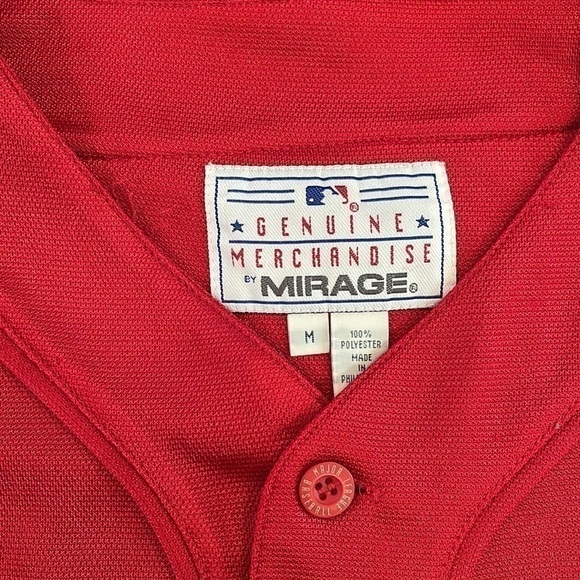 GENUINE
MERCHANDISE
BY MIRAGE®
M
100%
POLYESTER
MADE
IN
MAJOR LEAGUE BASEBALL